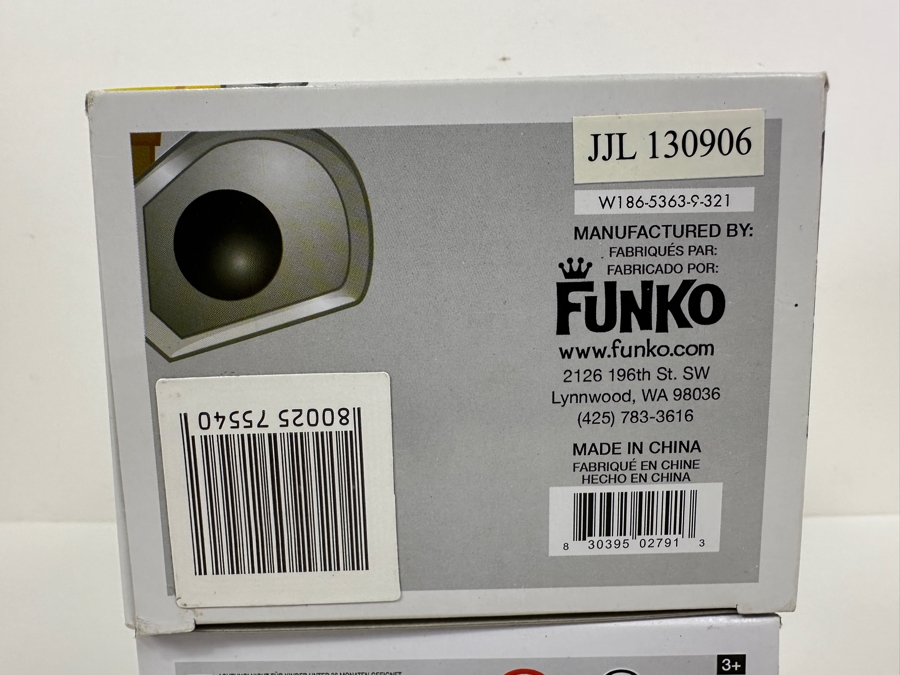 JJL 130906
W186-5363-9-321
MANUFACTURED BY:
FABRIQUÉS PAR:
FABRICADO POR:
FUNKO
www.funko.com
2126 196th St. SW
Lynnwood, WA 98036
(425) 783-3616
MADE IN CHINA
FABRIQUÉ EN CHINE
HECHO EN CHINA
8 30395 02791 3
80025 75540
3+